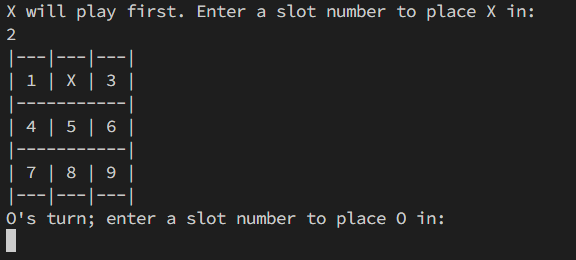 X will play first. Enter a slot number to place X in:
2
|---|---|---|
| 1 | X | 3 |
|-----------|
| 4 | 5 | 6 |
|-----------|
| 7 | 8 | 9 |
|---|---|---|
O's turn; enter a slot number to place O in: